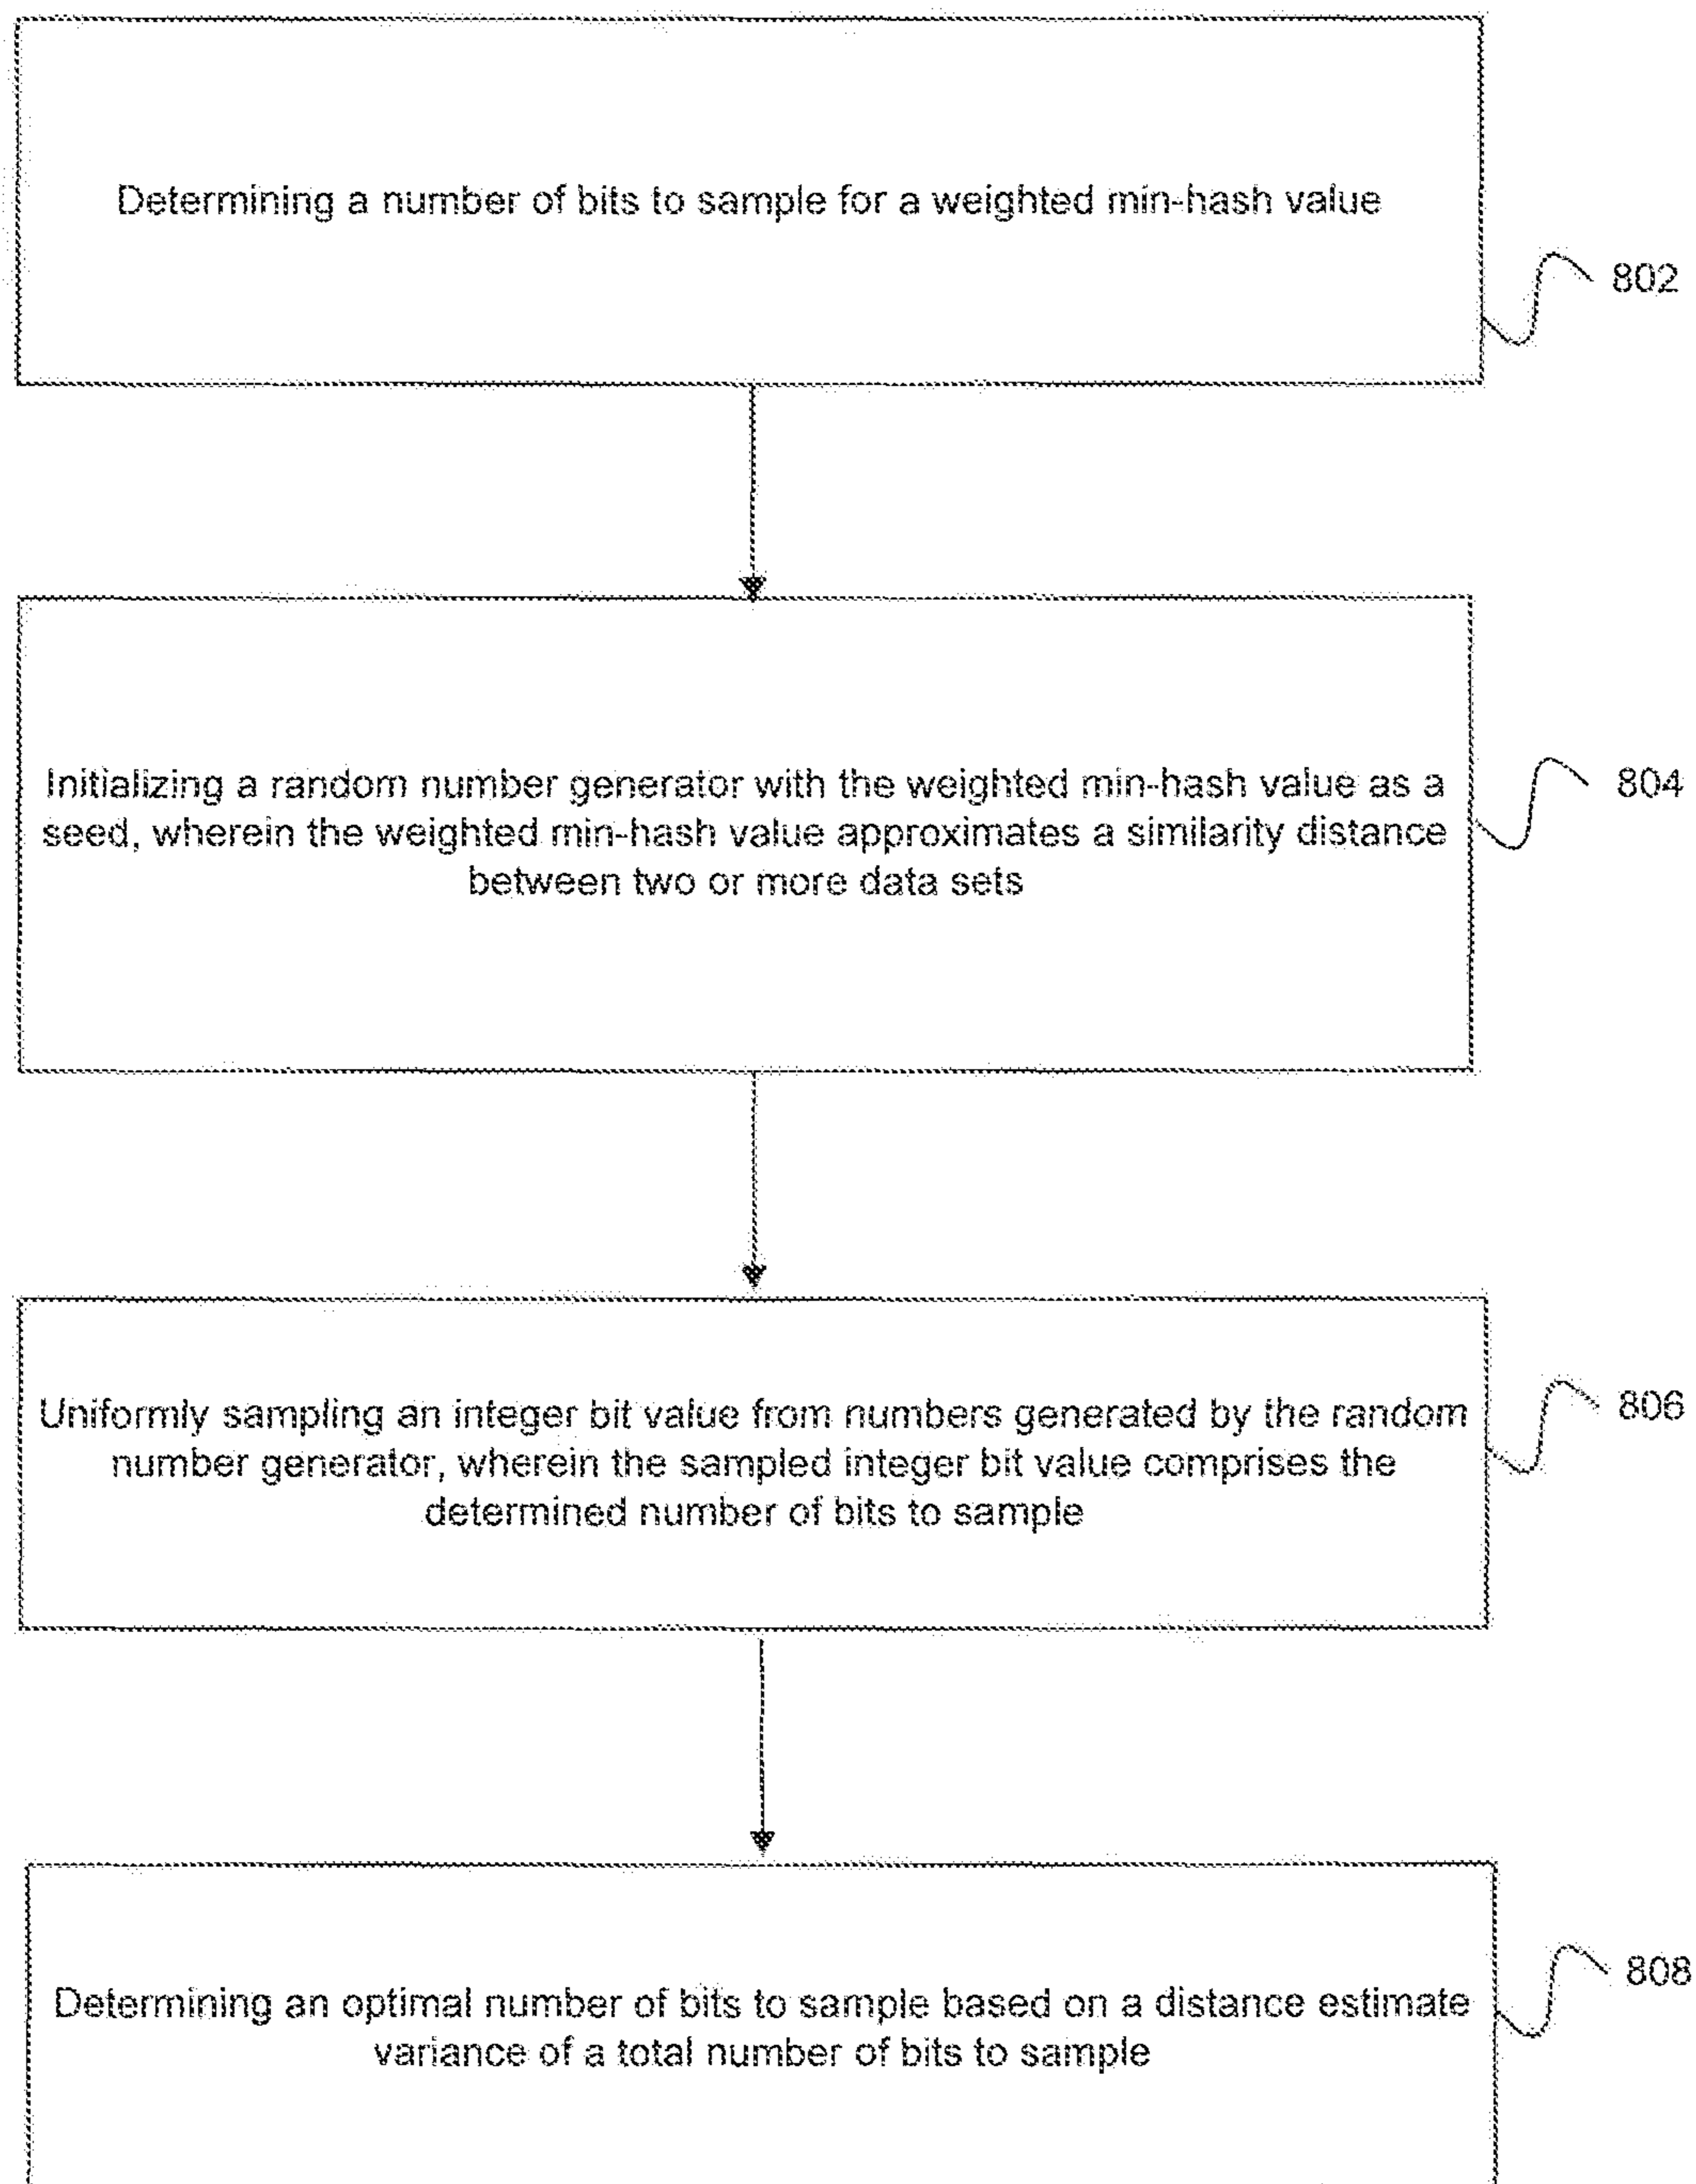 Determining a number of bits to sample for a weighted min-hash value
802
Initializing a random number generator with the weighted min-hash value as a
seed, wherein the weighted min-hash value approximates a similarity distance
between two or more data sets
804
Uniformly sampling an integer bit value from numbers generated by the random
number generator, wherein the sampled integer bit value comprises the
determined number of bits to sample
806
Determining an optimal number of bits to sample based on a distance estimate
variance of a total number of bits to sample
808